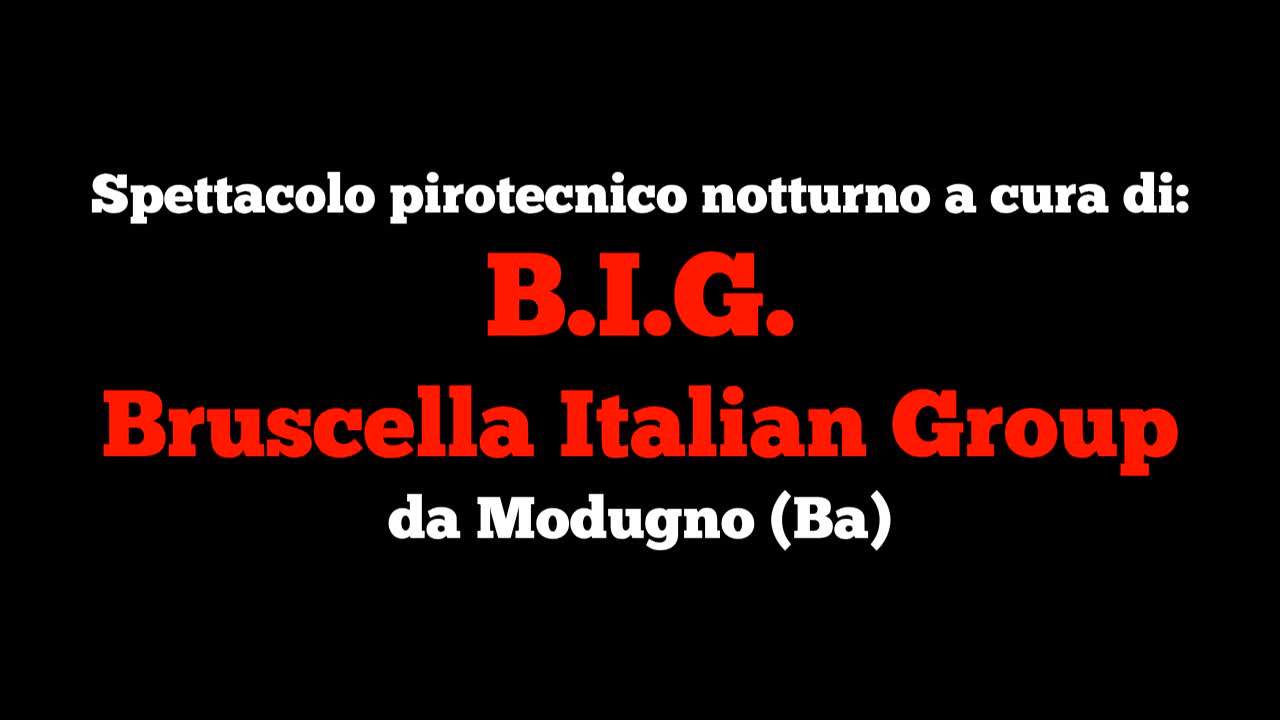 Spettacolo pirotecnico notturno a cura di:
B.I.G.
Bruscella Italian Group
da Modugno (Ba)